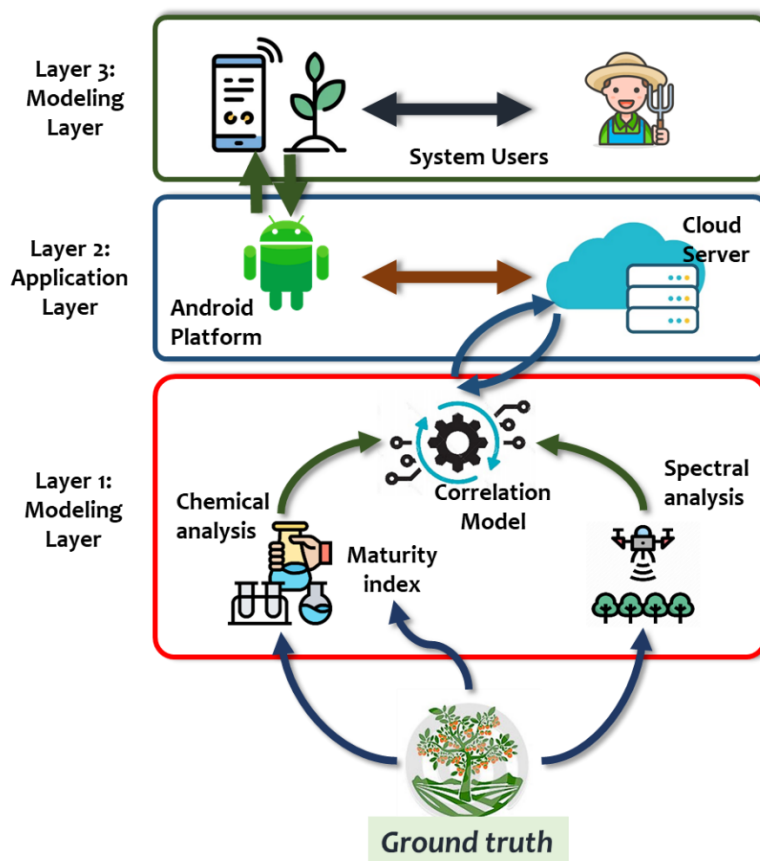 Layer 3:
Modeling
Layer
System Users
Layer 2:
Application
Layer
Android
Platform
Cloud
Server
Layer 1:
Modeling
Layer
Chemical
analysis
Correlation
Model
Spectral
analysis
Maturity
index
Ground truth